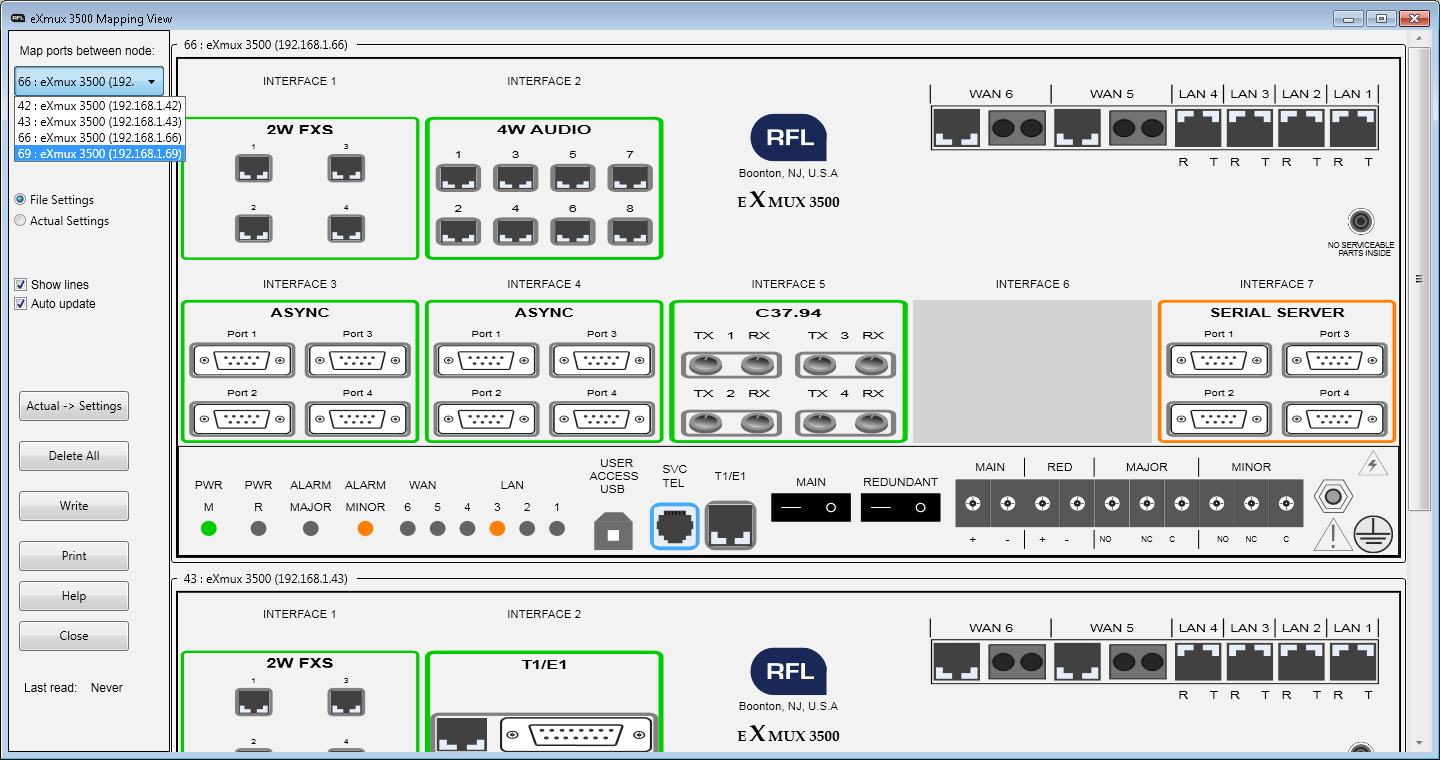 RFL eXmux 3500 Mapping View
Map ports between node:
66 : eXmux 3500 (192.
42 : eXmux 3500 (192.168.1.42)
43 : eXmux 3500 (192.168.1.43)
66 : eXmux 3500 (192.168.1.66)
69 : eXmux 3500 (192.168.1.69)
File Settings
Actual Settings
Show lines
Auto update
Actual -> Settings
Delete All
Write
Print
Help
Close
Last read: Never
66 : eXmux 3500 (192.168.1.66)
INTERFACE 1
2W FXS
1 3
2 4
INTERFACE 2
4W AUDIO
1 3 5 7
2 4 6 8
RFL
Boonton, NJ, U.S.A
EXMUX 3500
WAN 6 WAN 5 LAN 4 LAN 3 LAN 2 LAN 1
R T R T R T
NO SERVICEABLE
PARTS INSIDE
INTERFACE 3
ASYNC
Port 1 Port 3
Port 2 Port 4
INTERFACE 4
ASYNC
Port 1 Port 3
Port 2 Port 4
INTERFACE 5
C37.94
TX 1 RX TX 3 RX
TX 2 RX TX 4 RX
INTERFACE 6
INTERFACE 7
SERIAL SERVER
Port 1 Port 3
Port 2 Port 4
PWR PWR ALARM ALARM WAN LAN
M R MAJOR MINOR 6 5 4 3 2 1
USER
ACCESS
USB
SVC
TEL
T1/E1
MAIN REDUNDANT
MAIN RED MAJOR MINOR
+ - + - NO NC C NO NC C
43 : eXmux 3500 (192.168.1.43)
INTERFACE 1
2W FXS
1 3
2 4
INTERFACE 2
T1/E1
RFL
Boonton, NJ, U.S.A
EXMUX 3500
WAN 6 WAN 5 LAN 4 LAN 3 LAN 2 LAN 1
R T R T R T